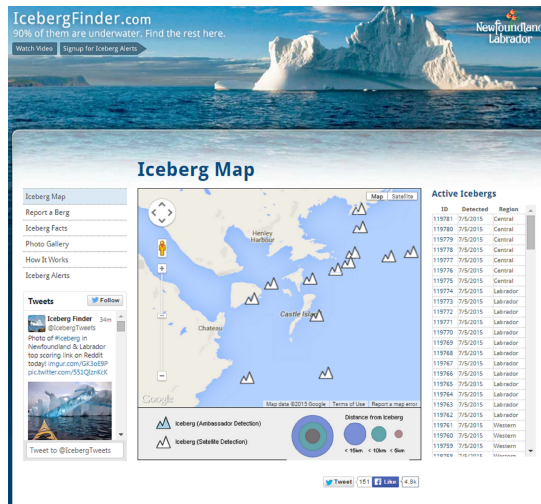 IcebergFinder.com
90% of them are underwater. Find the rest here.
Watch Video
Signup for Iceberg Alerts
Newfoundland
Labrador
Iceberg Map
Iceberg Map
Report a Berg
Iceberg Facts
Photo Gallery
How It Works
Iceberg Alerts
Tweets
Follow
Iceberg Finder 34m
@IcebergTweets
Photo of #iceberg in
Newfoundland & Labrador
top scoring link on Reddit
today!
Tweet to @IcebergTweets
Map
Satellite
Henley
Harbour
Castle Island
Chateau
Google
Map data ©2015 Google
Terms of Use
Report a map error
Iceberg (Ambassador Detection)
Iceberg (Satellite Detection)
Distance from Iceberg
< 15km
< 10km
< 5km
Tweet
151
Like
4.8k
Active Icebergs
ID Detected Region
119781 7/5/2015 Central
119780 7/5/2015 Central
119779 7/5/2015 Central
119778 7/5/2015 Central
119777 7/5/2015 Central
119776 7/5/2015 Central
119775 7/5/2015 Central
119774 7/5/2015 Labrador
119773 7/5/2015 Labrador
119772 7/5/2015 Labrador
119771 7/5/2015 Labrador
119770 7/5/2015 Labrador
119769 7/5/2015 Labrador
119768 7/5/2015 Labrador
119767 7/5/2015 Labrador
119766 7/5/2015 Labrador
119765 7/5/2015 Labrador
119764 7/5/2015 Labrador
119763 7/5/2015 Labrador
119762 7/5/2015 Labrador
119761 7/5/2015 Western
119760 7/5/2015 Western
119759 7/5/2015 Western
119758 7/5/2015 Western